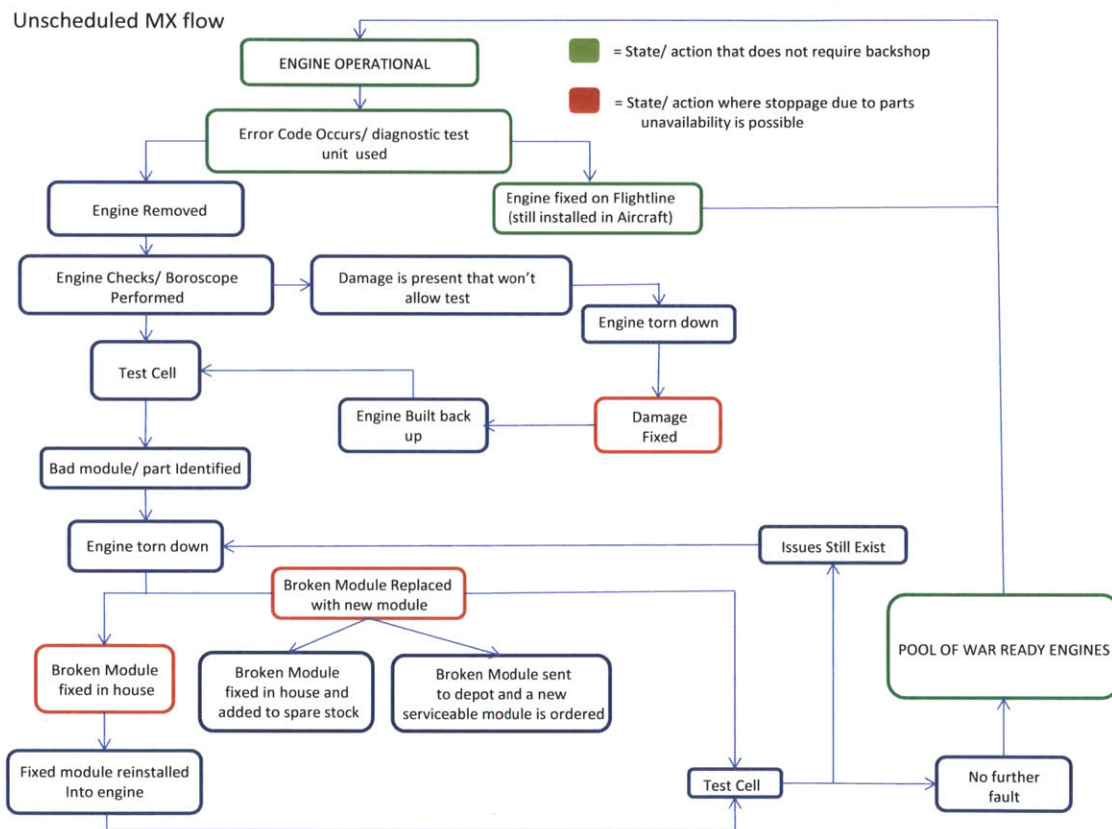 Unscheduled MX flow
ENGINE OPERATIONAL
= State/ action that does not require backshop
= State/ action where stoppage due to parts
unavailability is possible
Error Code Occurs/ diagnostic test
unit used
Engine Removed
Engine fixed on Flightline
(still installed in Aircraft)
Engine Checks/ Boroscope
Performed
Damage is present that won't
allow test
Engine torn down
Test Cell
Engine Built back
up
Damage
Fixed
Bad module/ part Identified
Engine torn down
Issues Still Exist
Broken Module Replaced
with new module
Broken Module
fixed in house
Broken Module
fixed in house and
added to spare stock
Broken Module sent
to depot and a new
serviceable module is ordered
POOL OF WAR READY ENGINES
Fixed module reinstalled
Into engine
Test Cell
No further
fault